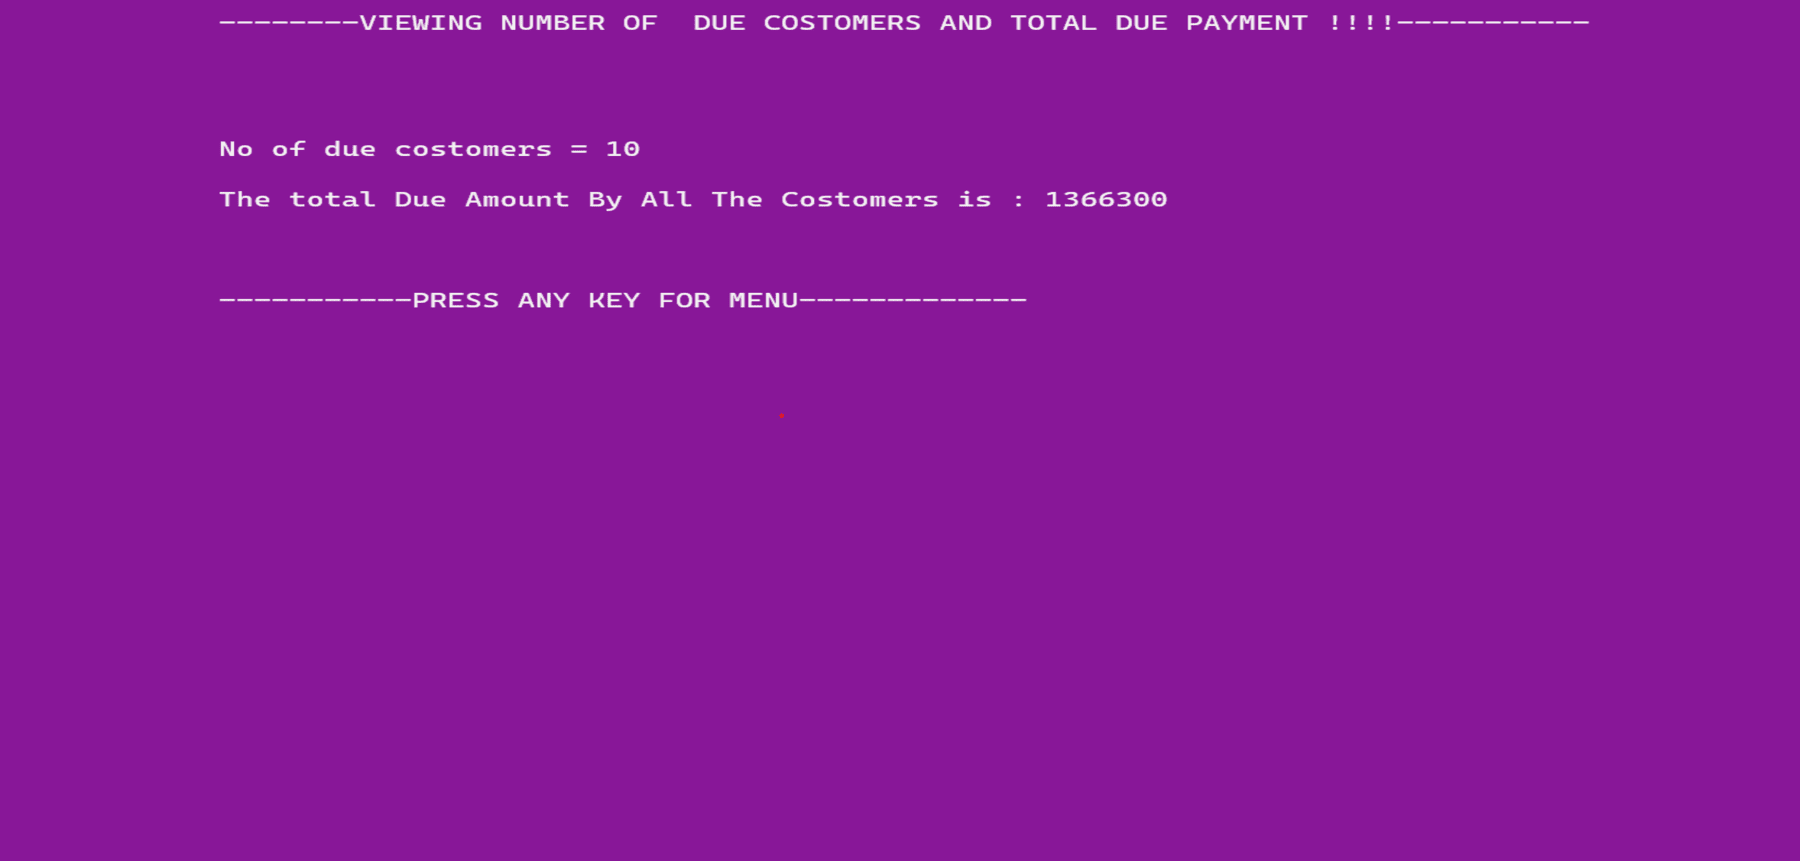 --------VIEWING NUMBER OF  DUE COSTOMERS AND TOTAL DUE PAYMENT !!!!-----------
No of due costomers = 10
The total Due Amount By All The Costomers is : 1366300
-----------PRESS ANY KEY FOR MENU-------------